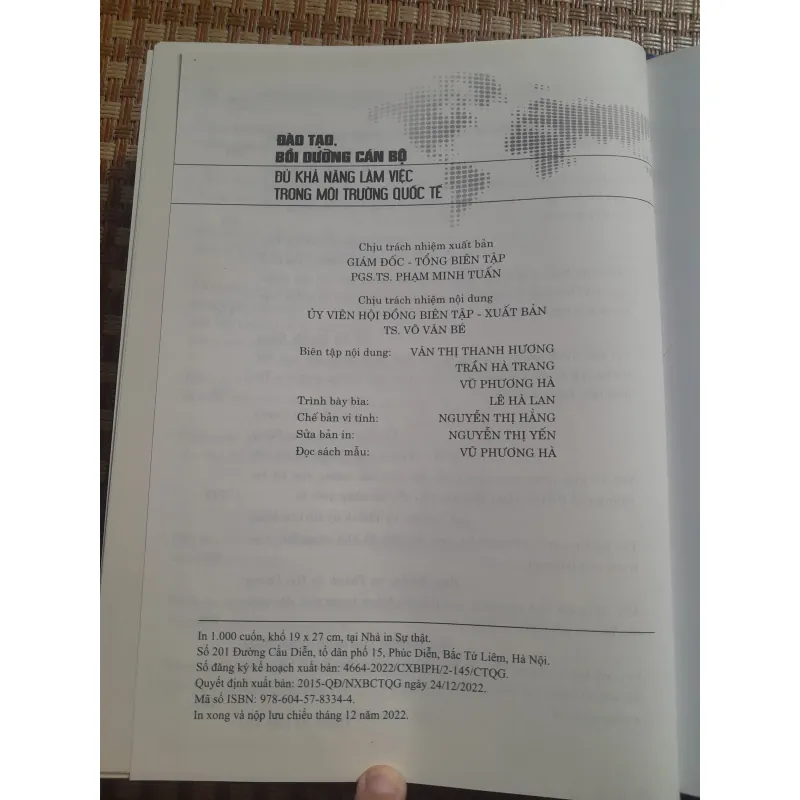 ĐÀO TẠO,
BỒI DƯỠNG CÁN BỘ
ĐỦ KHẢ NĂNG LÀM VIỆC
TRONG MÔI TRƯỜNG QUỐC TẾ
Chịu trách nhiệm xuất bản
GIÁM ĐỐC - TỔNG BIÊN TẬP
PGS.TS. PHẠM MINH TUẤN
Chịu trách nhiệm nội dung
ỦY VIÊN HỘI ĐỒNG BIÊN TẬP - XUẤT BẢN
TS. VÕ VĂN BÉ
Biên tập nội dung: VĂN THỊ THANH HƯƠNG
TRẦN HÀ TRANG
VŨ PHƯƠNG HÀ
Trình bày bìa: LÊ HÀ LAN
Chế bản vi tính: NGUYỄN THỊ HẰNG
Sửa bản in: NGUYỄN THỊ YẾN
Đọc sách mẫu: VŨ PHƯƠNG HÀ
In 1.000 cuốn, khổ 19 x 27 cm, tại Nhà in Sự thật.
Số 201 Đường Cầu Diễn, tổ dân phố 15, Phúc Diễn, Bắc Từ Liêm, Hà Nội.
Số đăng ký kế hoạch xuất bản: 4664-2022/CXBIPH/2-145/CTQG.
Quyết định xuất bản: 2015-QĐ/NXBCTQG ngày 24/12/2022.
Mã số ISBN: 978-604-57-8334-4.
In xong và nộp lưu chiểu tháng 12 năm 2022.